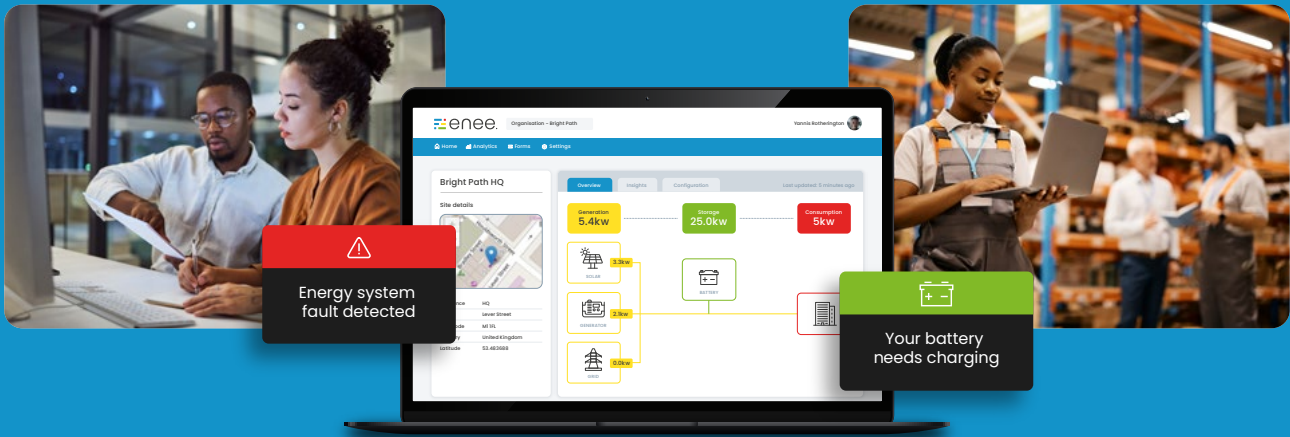 enee.
Organisation - Bright Path
Yannis Rotherington
Home
Analytics
Forms
Settings
Bright Path HQ
Site details
HQ
Lever Street
M1 1FL
United Kingdom
Latitude
53.483688
Overview
Insights
Configuration
Last updated: 5 minutes ago
Generation
5.4kw
Storage
25.0kw
Consumption
5kw
SOLAR
3.3kw
GENERATOR
2.1kw
GRID
0.0kw
BATTERY
Energy system
fault detected
Your battery
needs charging